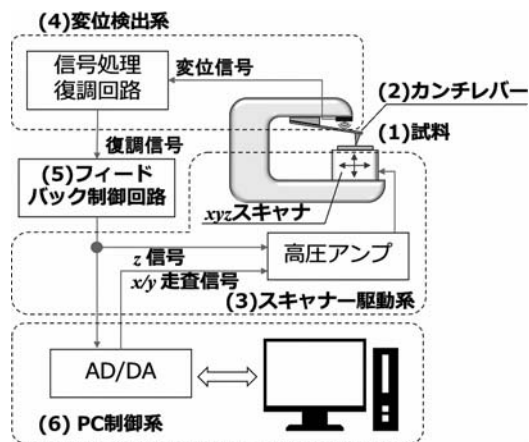 (4)変位検出系
信号処理
復調回路
変位信号
(2)カンチレバー
(1)試料
復調信号
(5)フィード
バック制御回路
xyzスキャナ
z 信号
x/y 走査信号
高圧アンプ
(3)スキャナー駆動系
AD/DA
(6) PC制御系